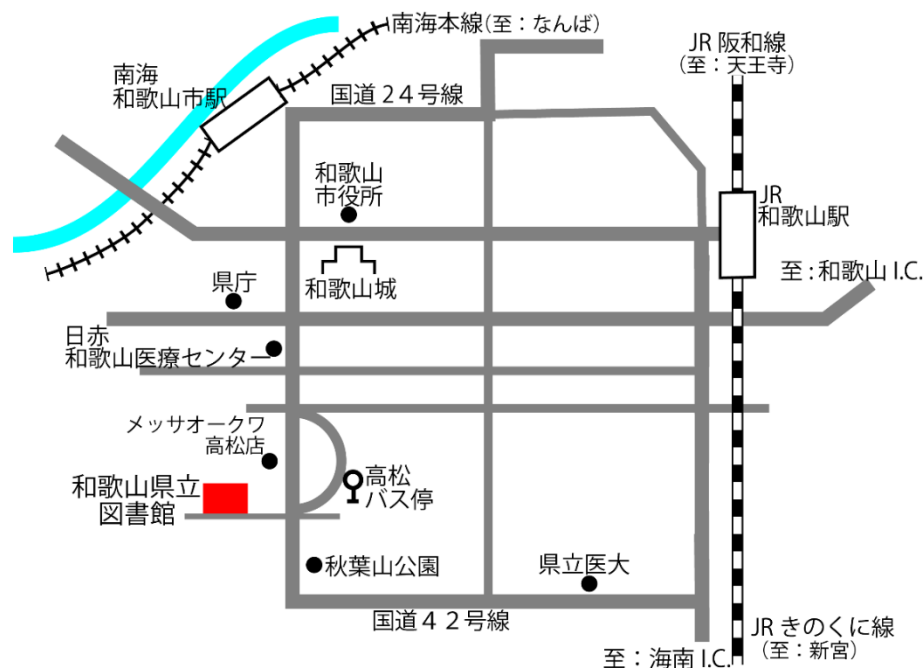 南海本線(至：なんば)
JR 阪和線
(至：天王寺)
南海
和歌山市駅
国道 2 4 号線
和歌山
市役所
JR
和歌山駅
和歌山城
県庁
至 : 和歌山 I.C.
日赤
和歌山医療センター
メッサオークワ
高松店
高松
バス停
和歌山県立
図書館
秋葉山公園
県立医大
国道４２号線
JR きのくに線
(至：新宮)
至：海南 I.C.